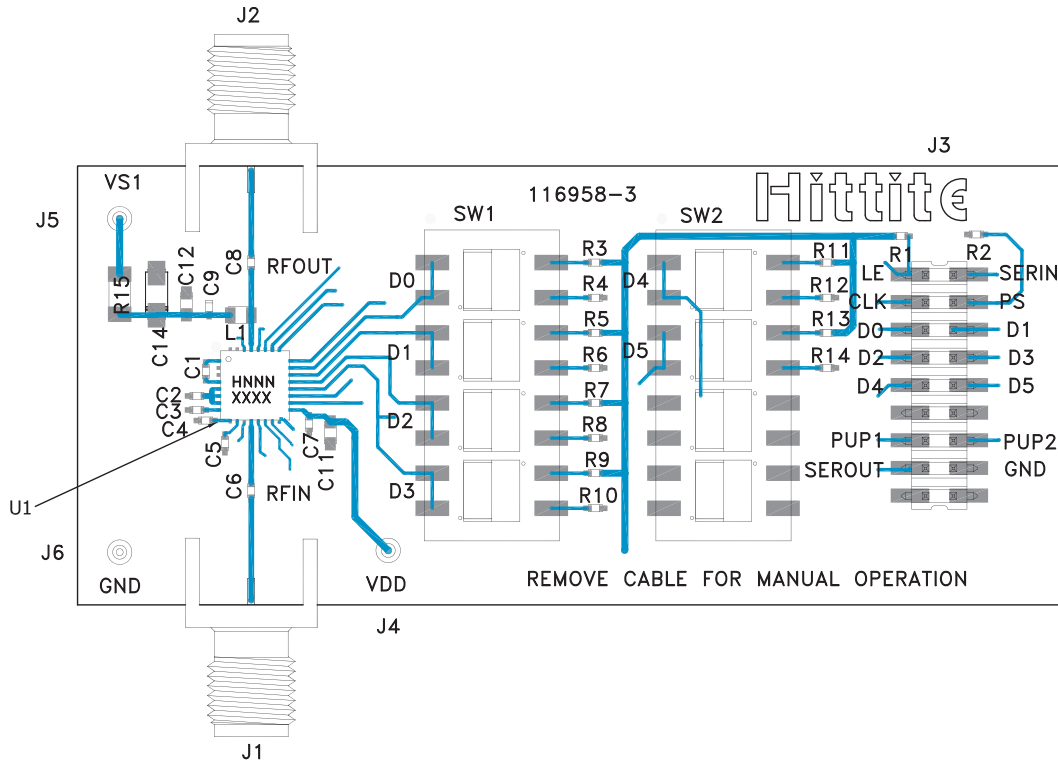 J2
J3
VS1
116958-3
Hittite
J5
SW1
SW2
R15
C14
C12
C9
C8
RFOUT
L1
D0
R3
D4
R11
R1
R2
LE
SERIN
R4
R12
CLK
PS
R5
R13
D0
D1
C1
D1
R6
D5
R14
D2
D3
HNNN
XXXX
C2
C3
C4
R7
D4
D5
D2
C5
C7
C11
R8
PUP1
PUP2
C6
RFIN
D3
R9
SEROUT
GND
U1
R10
J6
GND
VDD
REMOVE CABLE FOR MANUAL OPERATION
J4
J1